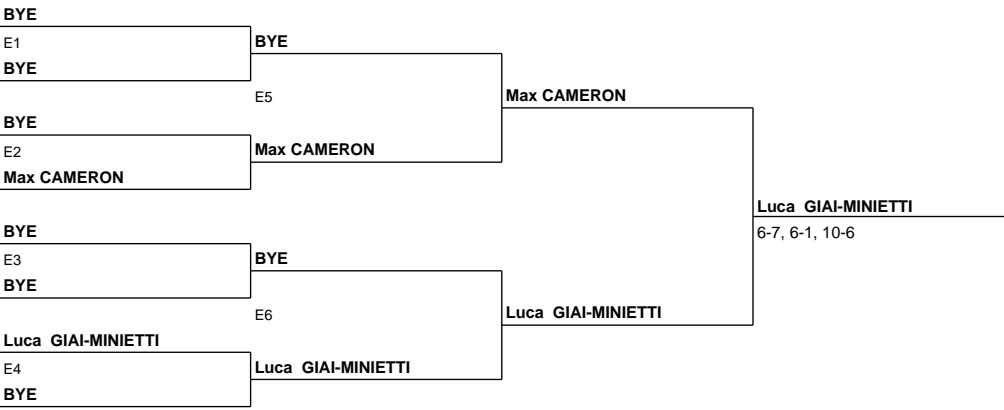 BYE
E1
BYE
BYE
E5
BYE
E2
Max CAMERON
Max CAMERON
Max CAMERON
BYE
E3
BYE
BYE
E6
Luca GIAI-MINIETTI
E4
BYE
Luca GIAI-MINIETTI
Luca GIAI-MINIETTI
Luca GIAI-MINIETTI
6-7, 6-1, 10-6